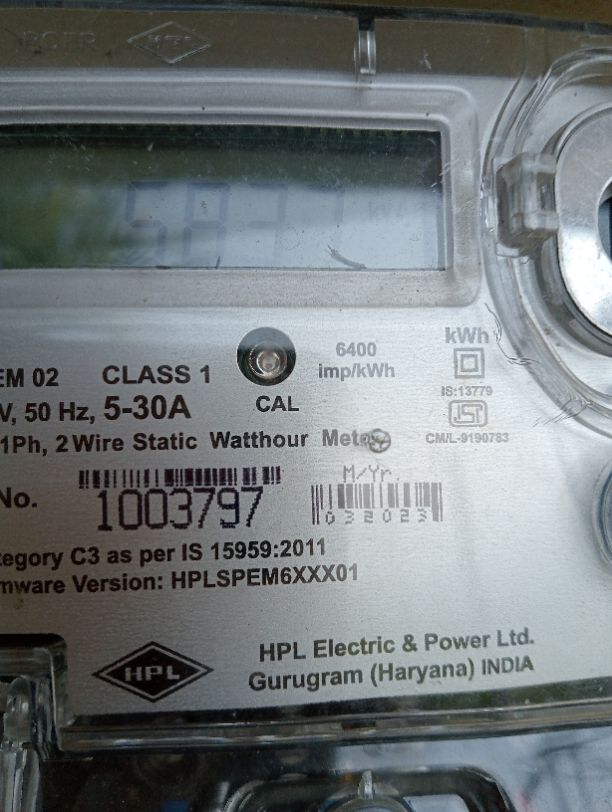 HPL
5837
EM 02 CLASS 1
6400
imp/kWh
kWh
V, 50 Hz, 5-30A
CAL
IS:13779
1Ph, 2 Wire Static Watthour
CM/L-9190783
No. 1003797
M/Yr.
032023
tegory C3 as per IS 15959:2011
mware Version: HPLSPEM6XXX01
HPL
HPL Electric & Power Ltd.
Gurugram (Haryana) INDIA